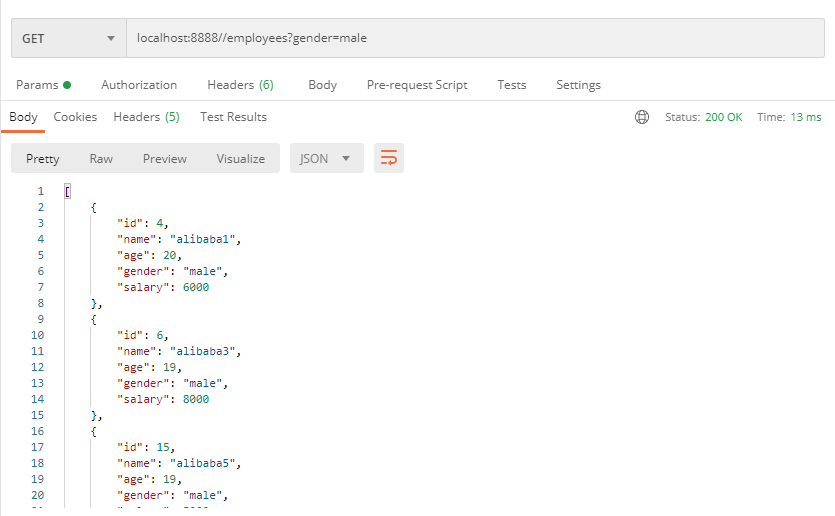 GET localhost:8888//employees?gender=male
Params Authorization Headers (6) Body Pre-request Script Tests Settings
Body Cookies Headers (5) Test Results Status: 200 OK Time: 13 ms
Pretty Raw Preview Visualize JSON
1 [
2 {
3 "id": 4,
4 "name": "alibaba1",
5 "age": 20,
6 "gender": "male",
7 "salary": 6000
8 },
9 {
10 "id": 6,
11 "name": "alibaba3",
12 "age": 19,
13 "gender": "male",
14 "salary": 8000
15 },
16 {
17 "id": 15,
18 "name": "alibaba5",
19 "age": 19,
20 "gender": "male",